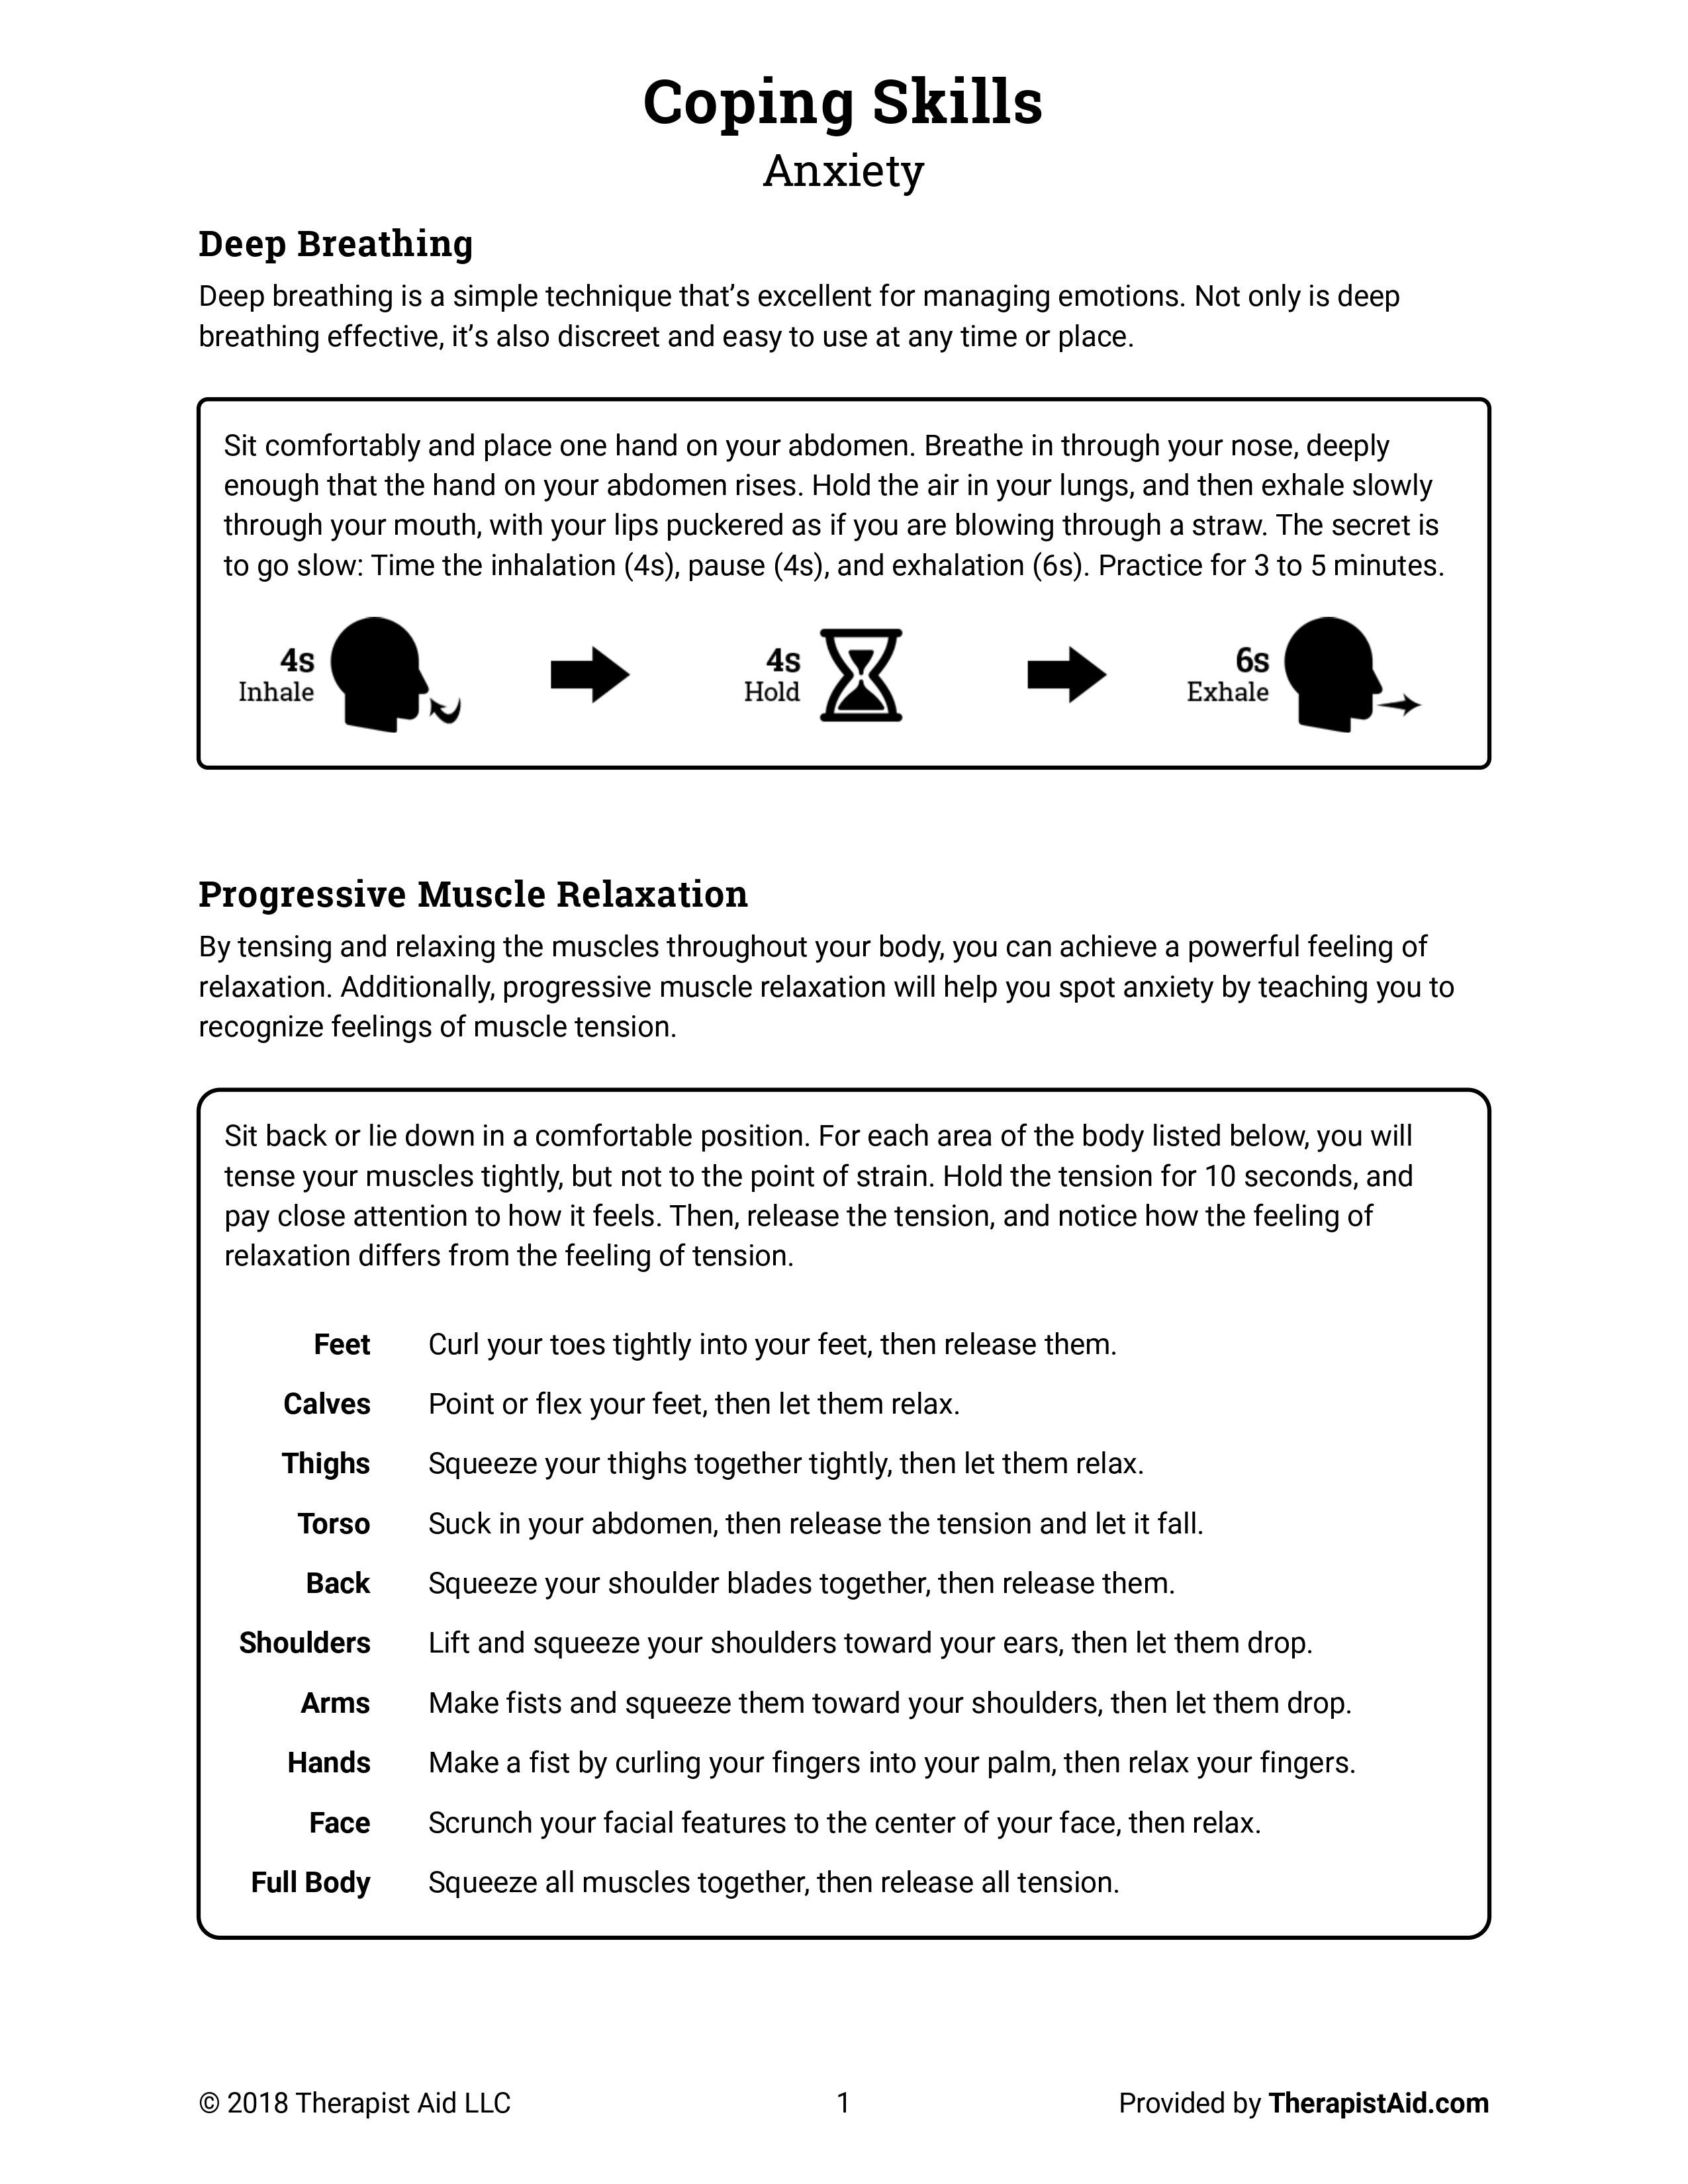 Coping Skills
Anxiety
Deep Breathing
Deep breathing is a simple technique that’s excellent for managing emotions. Not only is deep
breathing effective, it’s also discreet and easy to use at any time or place.
Sit comfortably and place one hand on your abdomen. Breathe in through your nose, deeply
enough that the hand on your abdomen rises. Hold the air in your lungs, and then exhale slowly
through your mouth, with your lips puckered as if you are blowing through a straw. The secret is
to go slow: Time the inhalation (4s), pause (4s), and exhalation (6s). Practice for 3 to 5 minutes.
4s
Inhale
4s
Hold
6s
Exhale
Progressive Muscle Relaxation
By tensing and relaxing the muscles throughout your body, you can achieve a powerful feeling of
relaxation. Additionally, progressive muscle relaxation will help you spot anxiety by teaching you to
recognize feelings of muscle tension.
Sit back or lie down in a comfortable position. For each area of the body listed below, you will
tense your muscles tightly, but not to the point of strain. Hold the tension for 10 seconds, and
pay close attention to how it feels. Then, release the tension, and notice how the feeling of
relaxation differs from the feeling of tension.
Feet Curl your toes tightly into your feet, then release them.
Calves Point or flex your feet, then let them relax.
Thighs Squeeze your thighs together tightly, then let them relax.
Torso Suck in your abdomen, then release the tension and let it fall.
Back Squeeze your shoulder blades together, then release them.
Shoulders Lift and squeeze your shoulders toward your ears, then let them drop.
Arms Make fists and squeeze them toward your shoulders, then let them drop.
Hands Make a fist by curling your fingers into your palm, then relax your fingers.
Face Scrunch your facial features to the center of your face, then relax.
Full Body Squeeze all muscles together, then release all tension.
© 2018 Therapist Aid LLC 1 Provided by TherapistAid.com